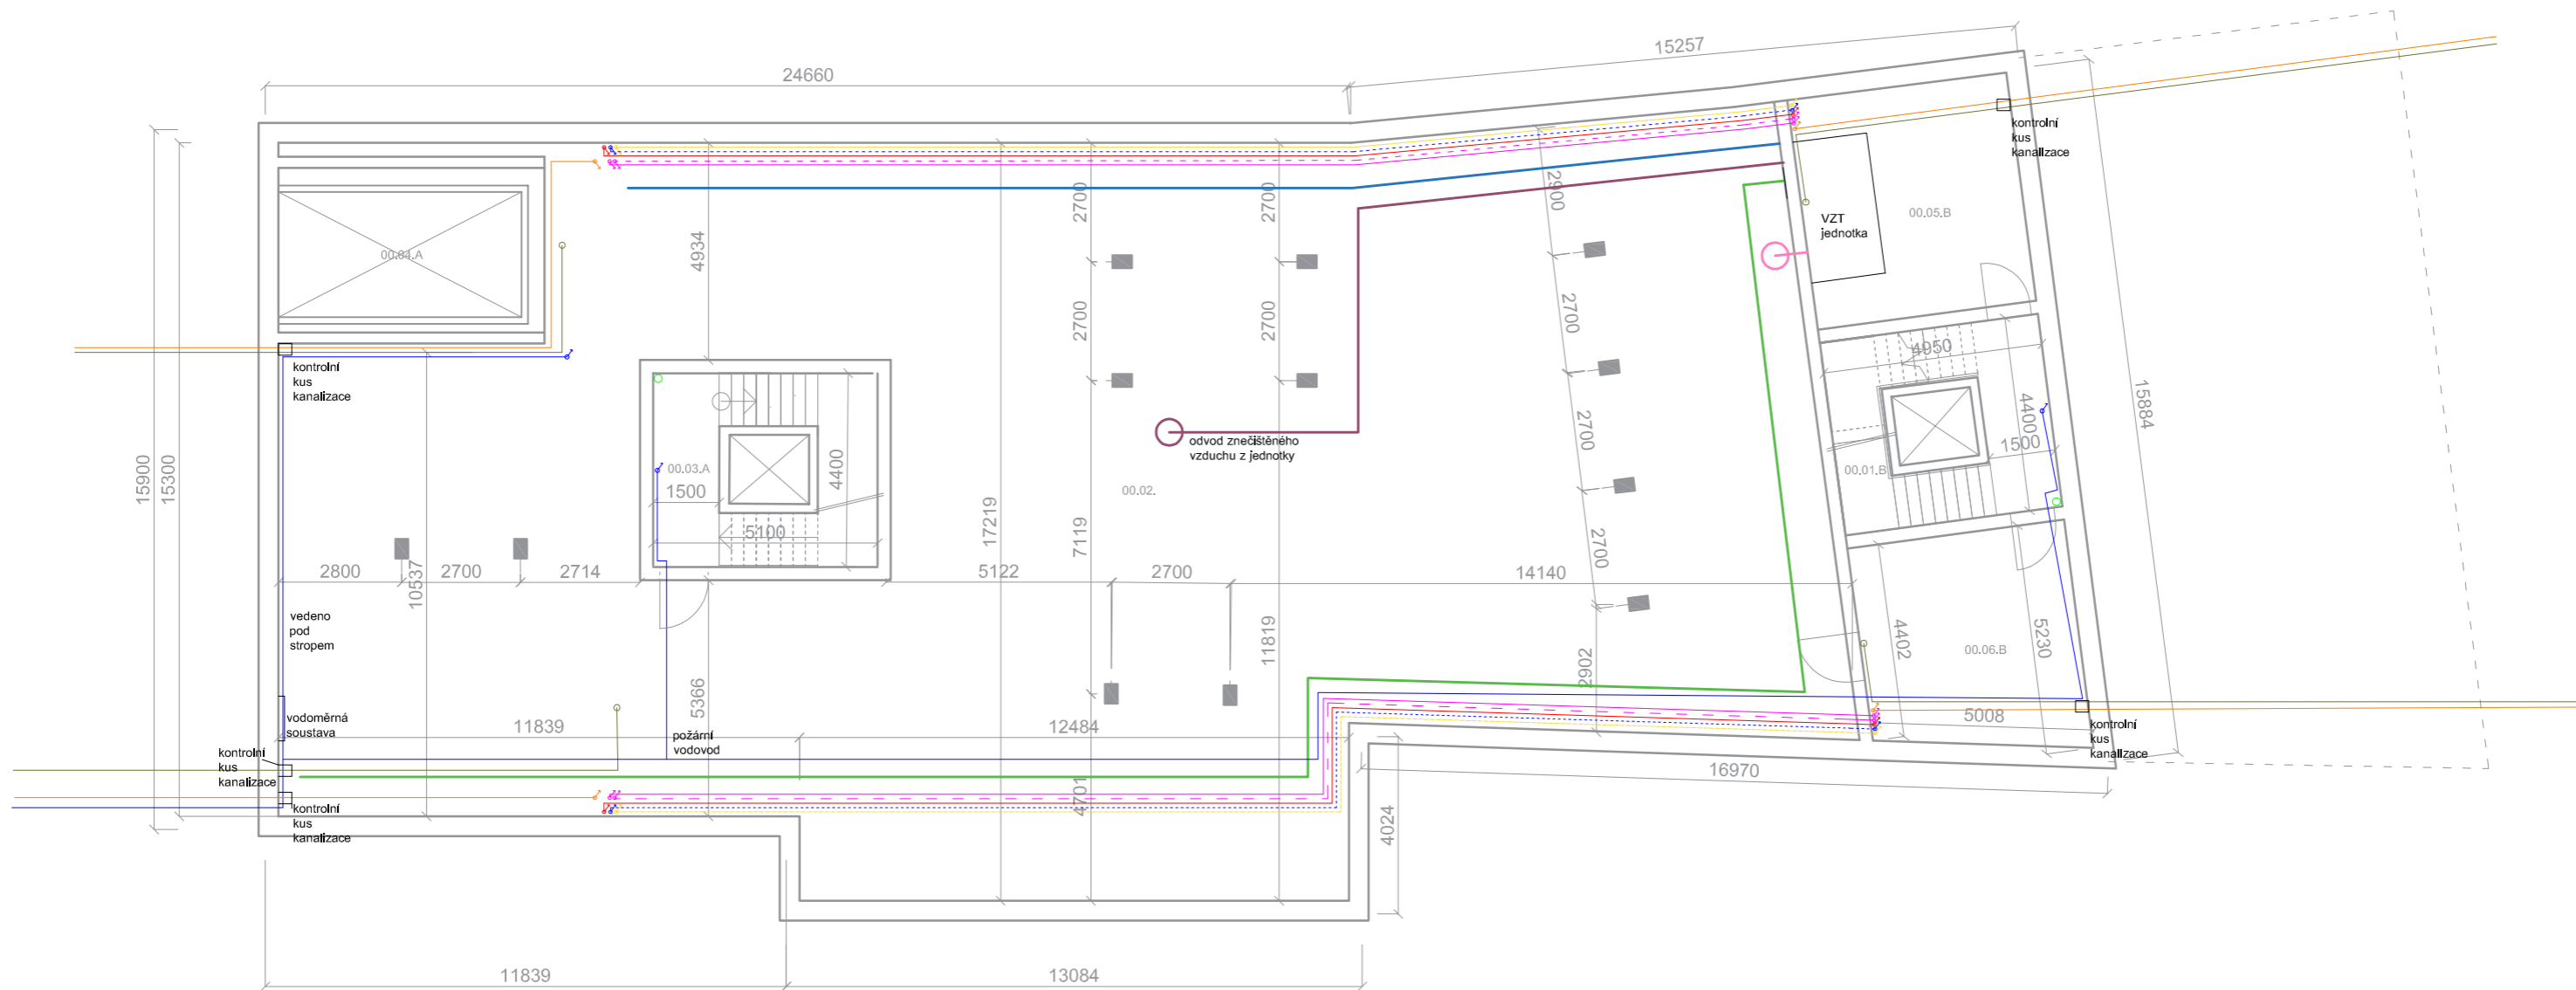 15257
24660
kontrolní
kus
kanalizace
2900
2700
2700
VZT
jednotka
00.05.B
4934
00.04.A
2700
2700
2700
4950
kontrolní
kus
kanalizace
15884
4400
2700
odvod znečištěného
vzduchu z jednotky
1500
00.01.B
15900
15300
00.03.A
4400
1500
00.02.
17219
7119
5100
2700
2800
2700
2714
10537
5122
2700
14140
vedeno
pod
stropem
11819
4402
5230
00.06.B
2902
5366
vodoměrná
soustava
11839
požární
vodovod
12484
5008
kontrolní
kus
kanalizace
kontrolní
kus
kanalizace
16970
4701
kontrolní
kus
kanalizace
4024
11839
13084